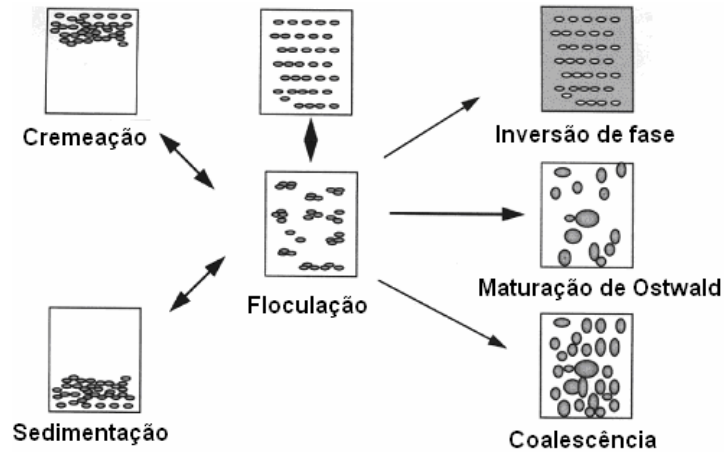 Cremeação
Inversão de fase
Floculação
Maturação de Ostwald
Sedimentação
Coalescência